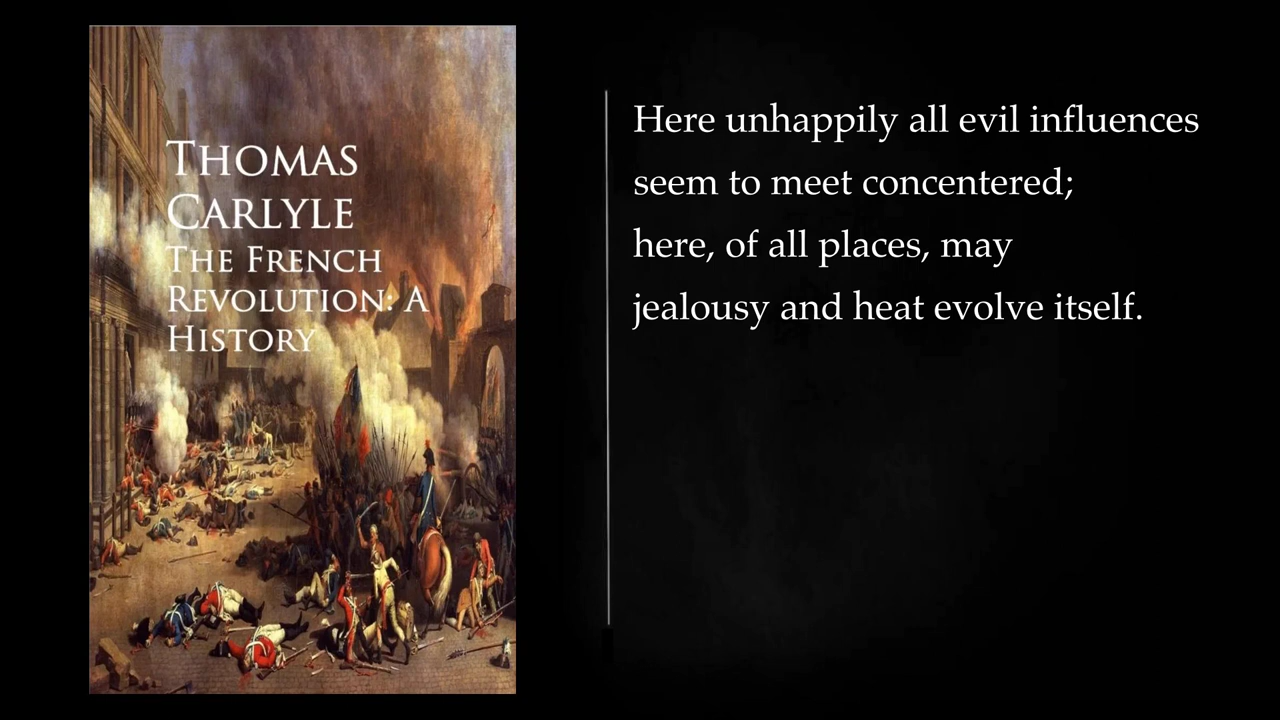 THOMAS
CARLYLE
THE FRENCH
REVOLUTION: A
HISTORY
Here unhappily all evil influences
seem to meet concentered;
here, of all places, may
jealousy and heat evolve itself.